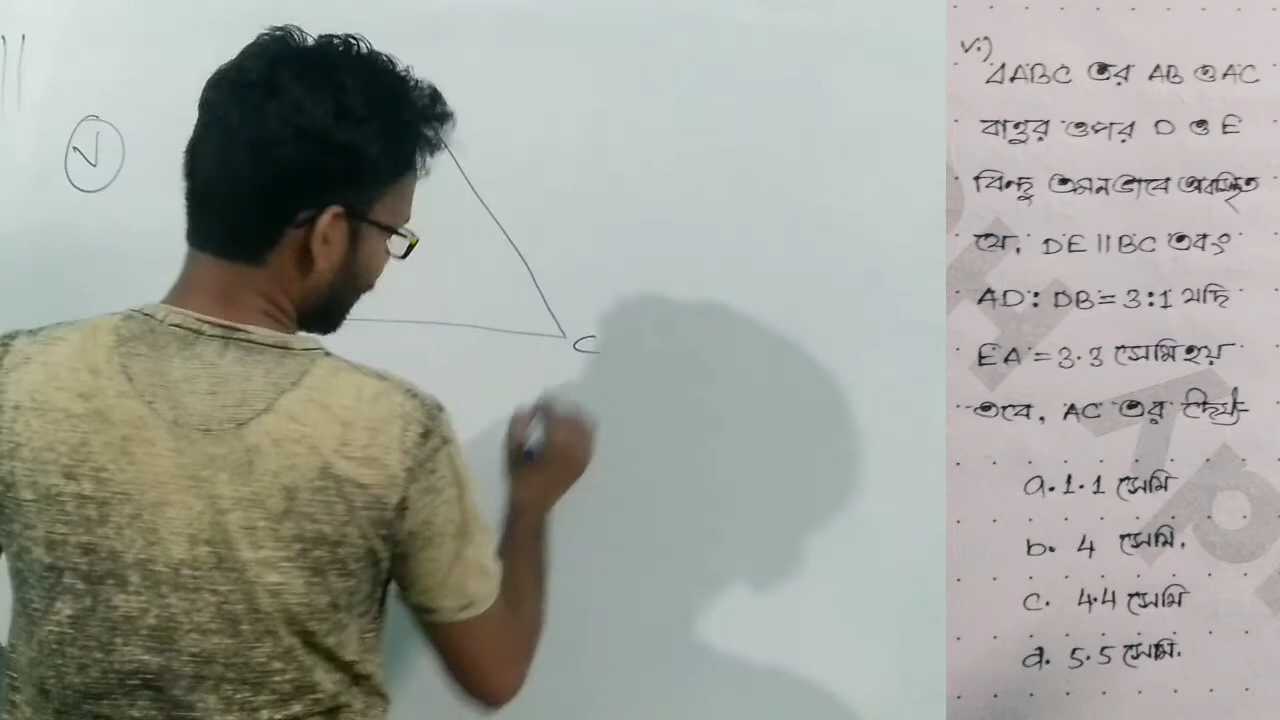 V
C
v.)
ΔABC এর AB ও AC
বাহুর ওপর D ও E
বিন্দু এমনভাবে অবস্থিত
যে, DE || BC এবং
AD : DB = 3 : 1 যদি
EA = 3.3 সেমি হয়
তবে, AC এর দৈর্ঘ্য
a. 1.1 সেমি
b. 4 সেমি.
c. 4.4 সেমি
d. 5.5 সেমি.